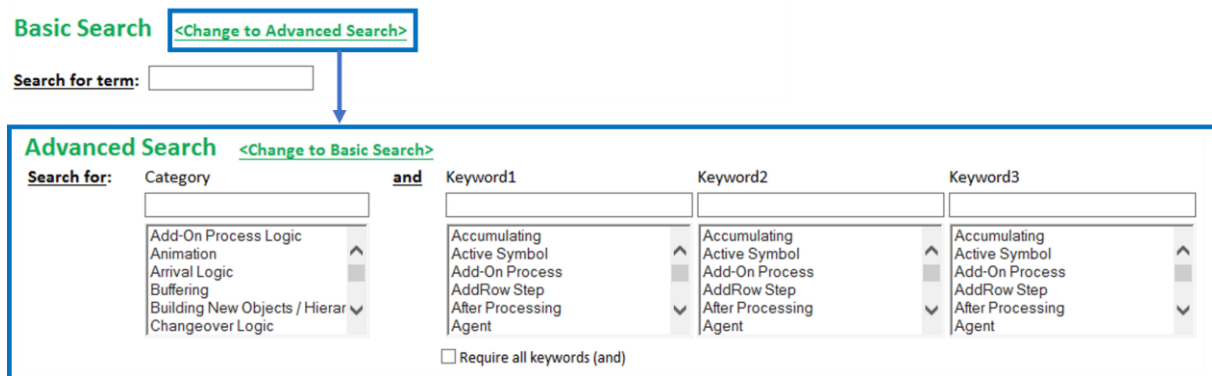 Basic Search <Change to Advanced Search>
Search for term:
Advanced Search <Change to Basic Search>
Search for: Category and Keyword1 Keyword2 Keyword3
Add-On Process Logic Accumulating Accumulating Accumulating
Animation Active Symbol Active Symbol Active Symbol
Arrival Logic Add-On Process Add-On Process Add-On Process
Buffering AddRow Step AddRow Step AddRow Step
Building New Objects / Hierar After Processing After Processing After Processing
Changeover Logic Agent Agent Agent
Require all keywords (and)